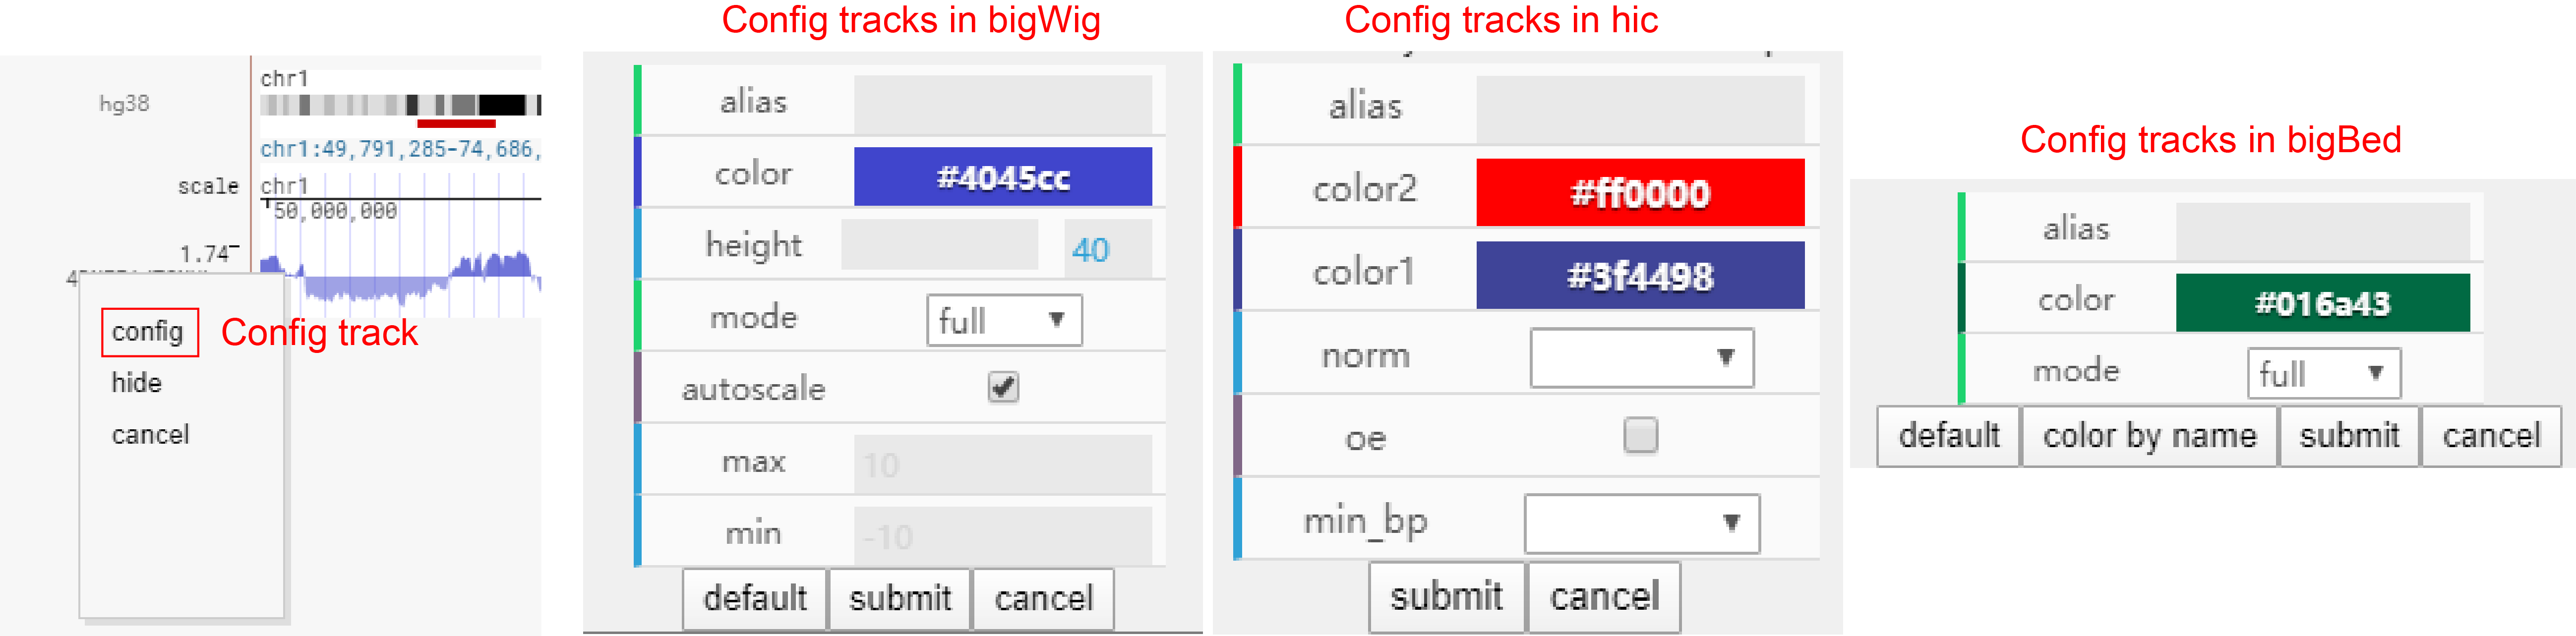 Config tracks in bigWig
Config tracks in hic
Config tracks in bigBed
hg38
chr1
chr1:49,791,285-74,686,
scale
chr1
50,000,000
1.74
config
Config track
hide
cancel
alias
color #4045cc
height 40
mode full
autoscale
max 10
min -10
default submit cancel
alias
color2 #ff0000
color1 #3f4498
norm
oe
min_bp
submit cancel
alias
color #016a43
mode full
default color by name submit cancel